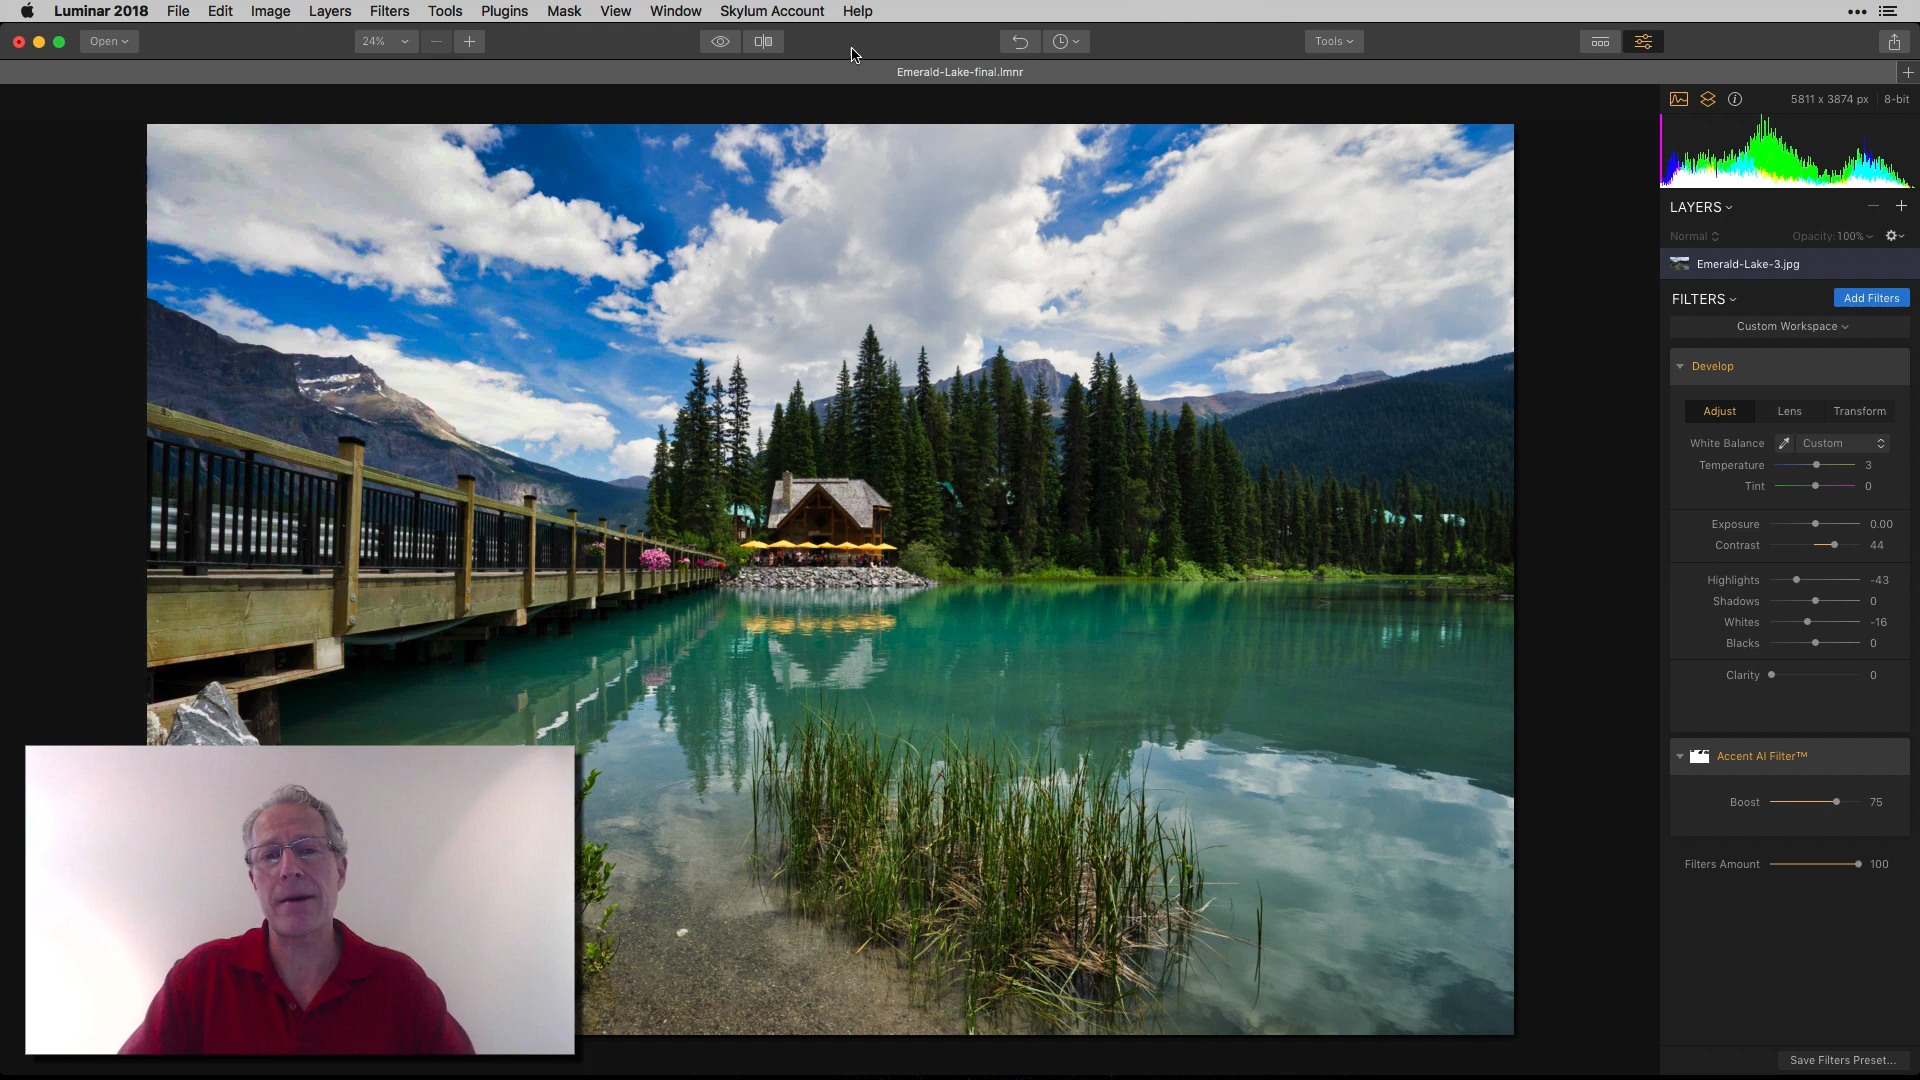 Luminar 2018 File Edit Image Layers Filters Tools Plugins Mask View Window Skylum Account Help
Open 24% Tools
Emerald-Lake-final.lmnr
5811 x 3874 px 8-bit
LAYERS
Normal Opacity: 100%
Emerald-Lake-3.jpg
FILTERS Add Filters
Custom Workspace
Develop
Adjust Lens Transform
White Balance Custom
Temperature 3
Tint 0
Exposure 0.00
Contrast 44
Highlights -43
Shadows 0
Whites -16
Blacks 0
Clarity 0
Accent AI Filter™
Boost 75
Filters Amount 100
Save Filters Preset...